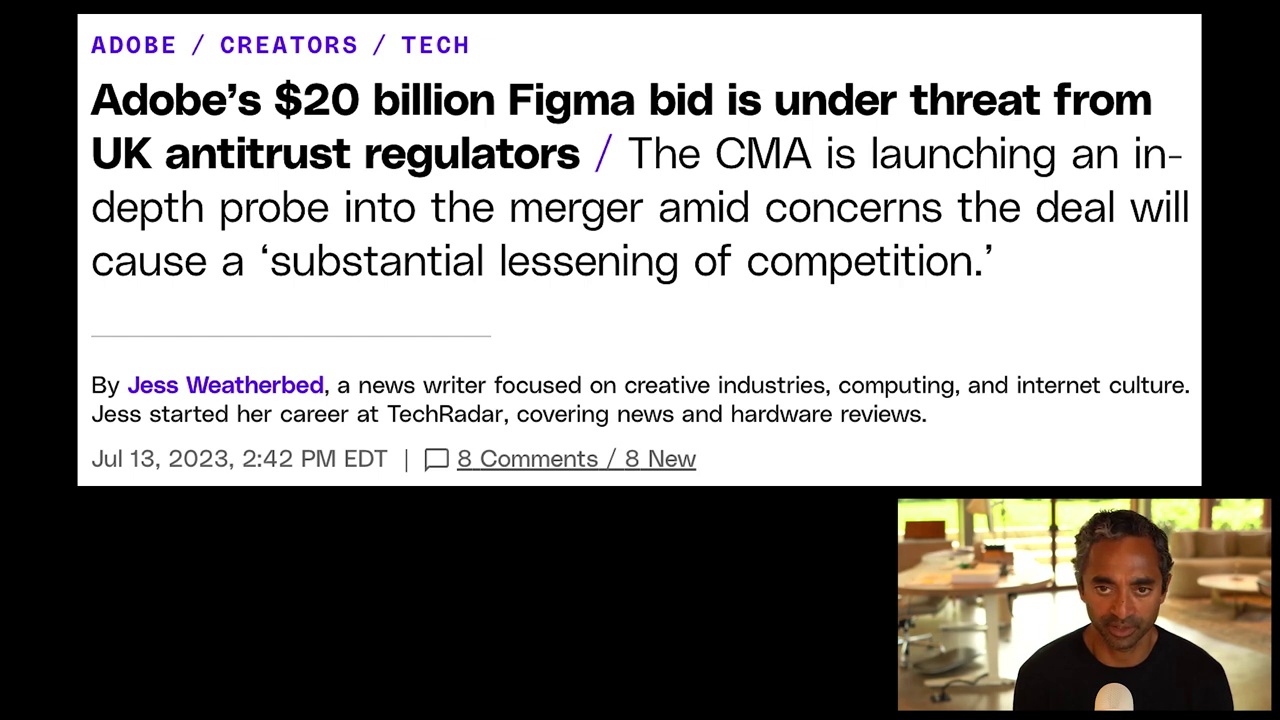 ADOBE / CREATORS / TECH
Adobe’s $20 billion Figma bid is under threat from
UK antitrust regulators / The CMA is launching an in-
depth probe into the merger amid concerns the deal will
cause a ‘substantial lessening of competition.’
By Jess Weatherbed, a news writer focused on creative industries, computing, and internet culture.
Jess started her career at TechRadar, covering news and hardware reviews.
Jul 13, 2023, 2:42 PM EDT | 8 Comments / 8 New